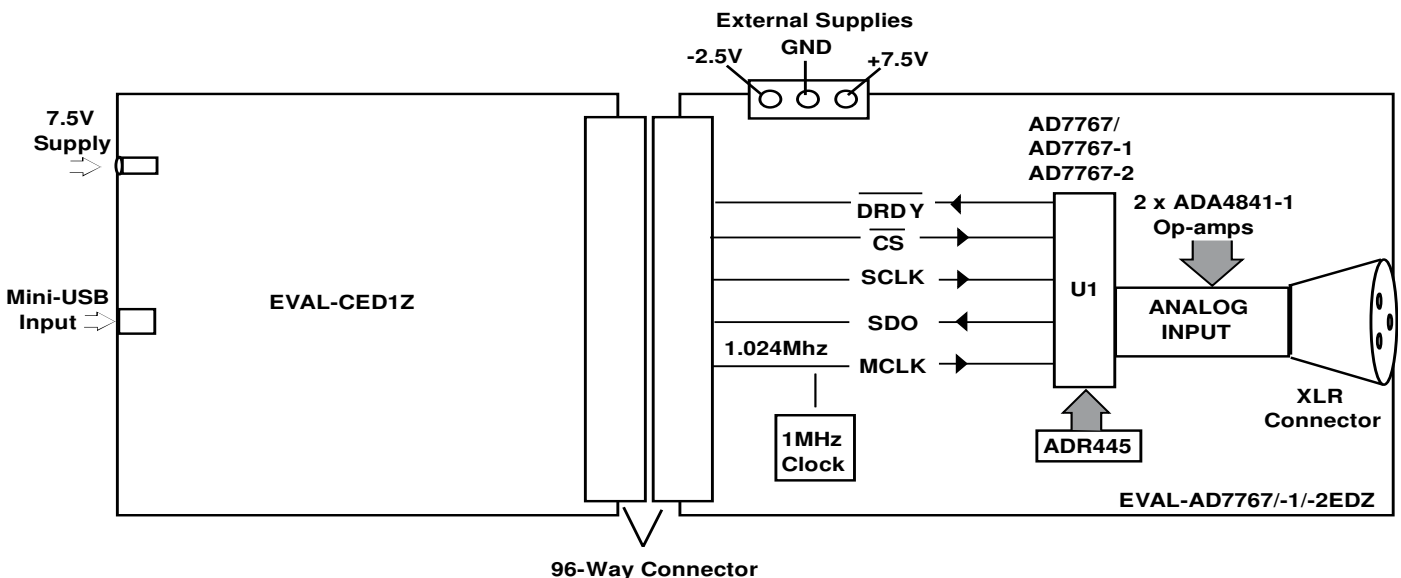 External Supplies
-2.5V
GND
+7.5V
7.5V
Supply
Mini-USB
Input
EVAL-CED1Z
AD7767/
AD7767-1
AD7767-2
DRDY
CS
SCLK
SDO
1.024Mhz
MCLK
1MHz
Clock
U1
2 x ADA4841-1
Op-amps
ANALOG
INPUT
XLR
Connector
ADR445
EVAL-AD7767/-1/-2EDZ
96-Way Connector